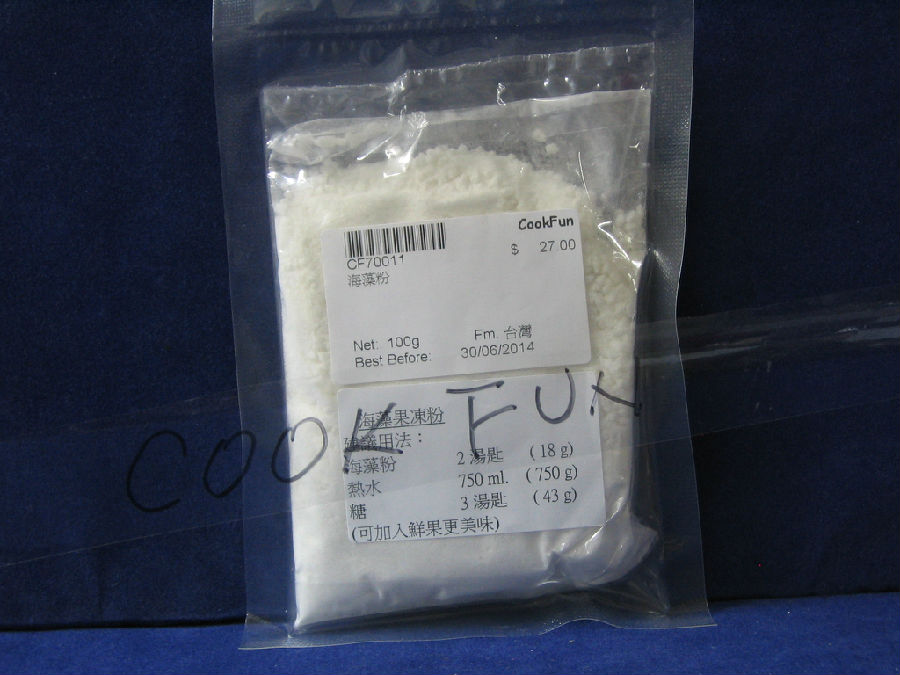 CookFun
$ 27.00
CF70011
海藻粉
Net: 100g Fm. 台灣
Best Before: 30/06/2014
COOK FUN
海藻果凍粉
建議用法：
海藻粉 2 湯匙 (18 g)
熱水 750 ml. (750 g)
糖 3 湯匙 (43 g)
(可加入鮮果更美味)